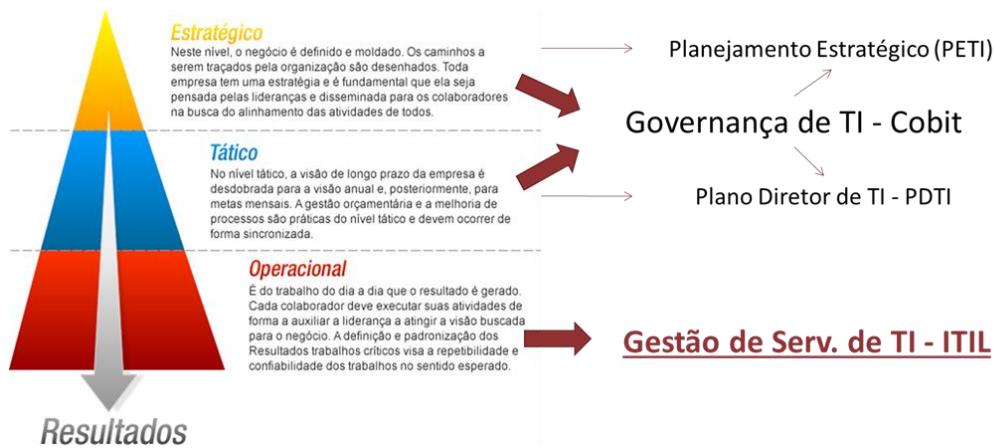 Estratégico
Neste nível, o negócio é definido e moldado. Os caminhos a
serem traçados pela organização são desenhados. Toda
empresa tem uma estratégia e é fundamental que ela seja
pensada pelas lideranças e disseminada para os colaboradores
na busca do alinhamento das atividades de todos.
Planejamento Estratégico (PETI)
Governança de TI - Cobit
Tático
No nível tático, a visão de longo prazo da empresa é
desdobrada para a visão anual e, posteriormente, para
metas mensais. A gestão orçamentária e a melhoria de
processos são práticas do nível tático e devem ocorrer de
forma sincronizada.
Plano Diretor de TI - PDTI
Operacional
É do trabalho do dia a dia que o resultado é gerado.
Cada colaborador deve executar suas atividades de
forma a auxiliar a liderança a atingir a visão buscada
para o negócio. A definição e padronização dos
Resultados trabalhos críticos visa a repetibilidade e
confiabilidade dos trabalhos no sentido esperado.
Gestão de Serv. de TI - ITIL
Resultados